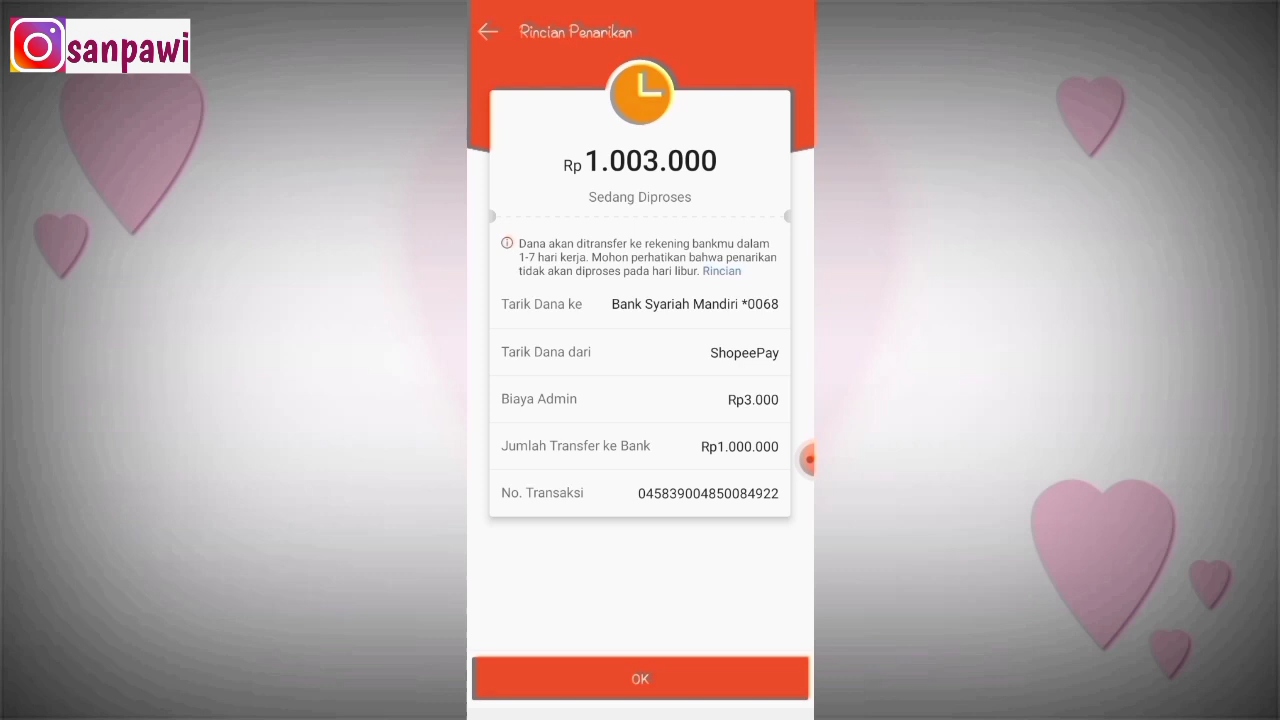 sanpawi
Rincian Penarikan
Rp 1.003.000
Sedang Diproses
Dana akan ditransfer ke rekening bankmu dalam
1-7 hari kerja. Mohon perhatikan bahwa penarikan
tidak akan diproses pada hari libur. Rincian
Tarik Dana ke Bank Syariah Mandiri *0068
Tarik Dana dari ShopeePay
Biaya Admin Rp3.000
Jumlah Transfer ke Bank Rp1.000.000
No. Transaksi 045839004850084922
OK